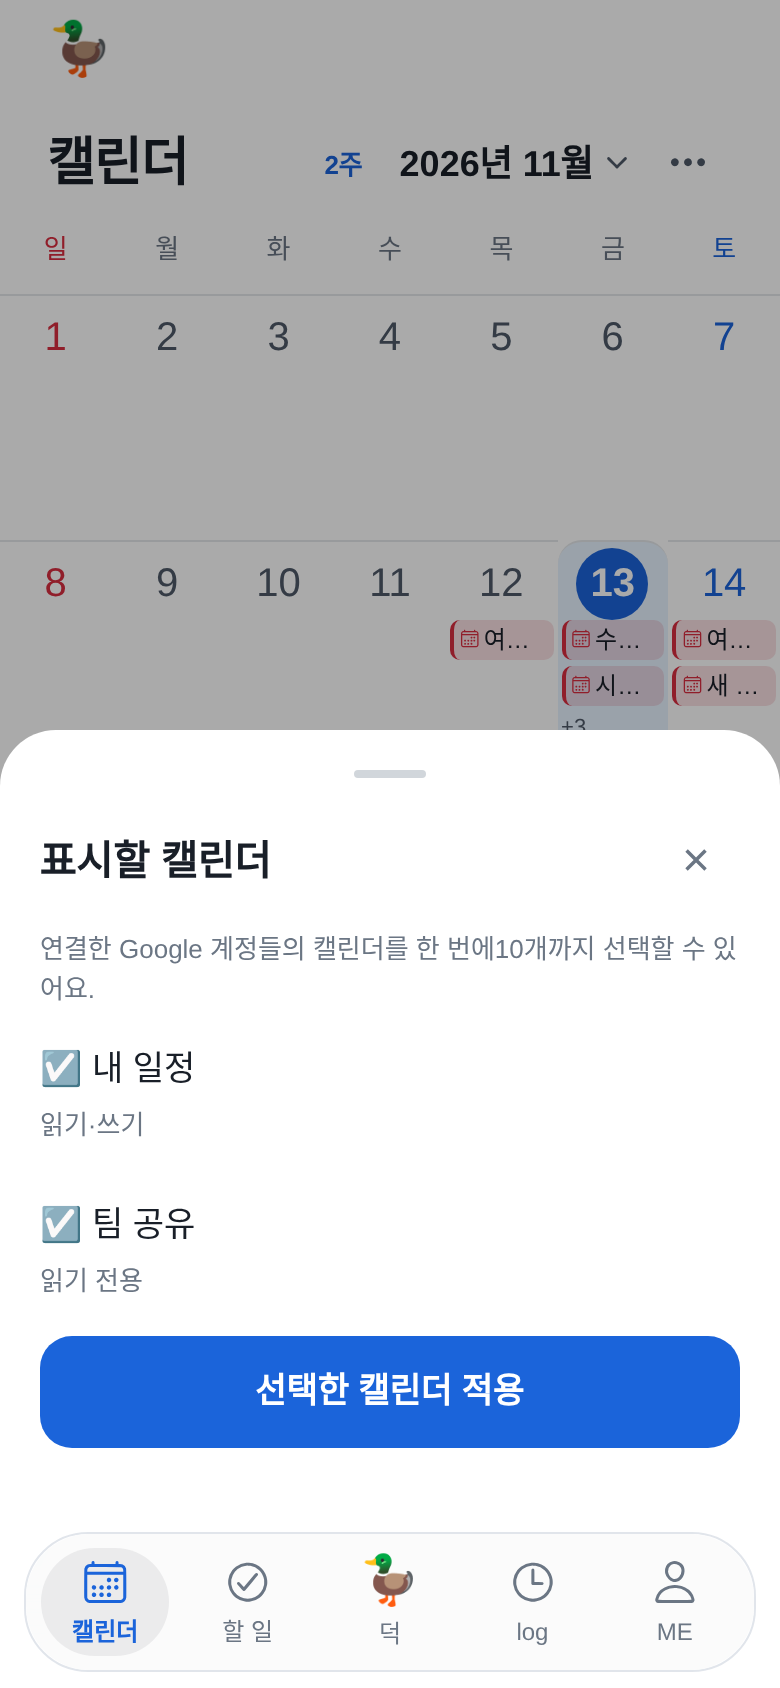 캘린더
2주 2026년 11월
일 월 화 수 목 금 토
1 2 3 4 5 6 7
8 9 10 11 12 13 14
여... 수... 여...
시... 새 ...
+3
표시할 캘린더
연결한 Google 계정들의 캘린더를 한 번에10개까지 선택할 수 있
어요.
내 일정
읽기·쓰기
팀 공유
읽기 전용
선택한 캘린더 적용
캘린더 할 일 덕 log ME